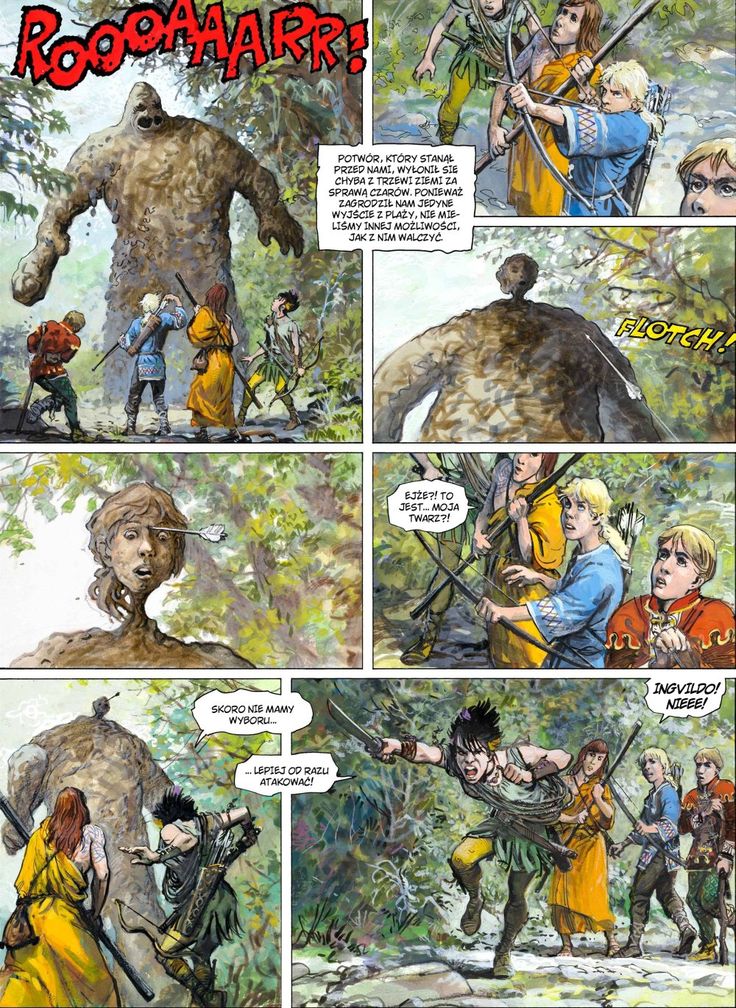 ROOOAAAARR!
POTWÓR, KTÓRY STANĄŁ
PRZED NAMI, WYŁONIŁ SIĘ
CHYBA Z TRZEWI ZIEMI ZA
SPRAWĄ CZARÓW. PONIEWAŻ
ZAGRODZIŁ NAM JEDYNE
WYJŚCIE Z PLAŻY, NIE MIE-
LIŚMY INNEJ MOŻLIWOŚCI,
JAK Z NIM WALCZYĆ.
FLOTCH!
EJŻE?! TO
JEST... MOJA
TWARZ?!
SKORO NIE MAMY
WYBORU...
... LEPIEJ OD RAZU
ATAKOWAĆ!
INGVILDO!
NIEEE!